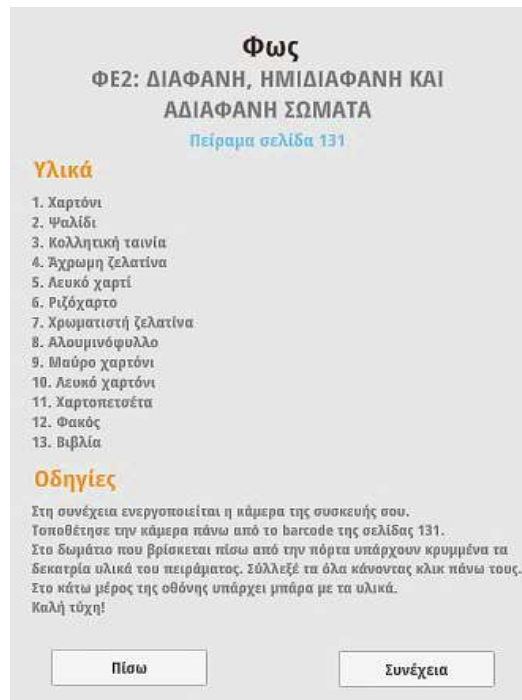 Φως
ΦΕ2: ΔΙΑΦΑΝΗ, ΗΜΙΔΙΑΦΑΝΗ ΚΑΙ
ΑΔΙΑΦΑΝΗ ΣΩΜΑΤΑ
Πείραμα σελίδα 131
Υλικά
1. Χαρτόνι
2. Ψαλίδι
3. Κολλητική ταινία
4. Άχρωμη ζελατίνα
5. Λευκό χαρτί
6. Ριζόχαρτο
7. Χρωματιστή ζελατίνα
8. Αλουμινόφυλλο
9. Μαύρο χαρτόνι
10. Λευκό χαρτόνι
11. Χαρτοπετσέτα
12. Φακός
13. Βιβλία
Οδηγίες
Στη συνέχεια ενεργοποιείται η κάμερα της συσκευής σου.
Τοποθέτησε την κάμερα πάνω από το barcode της σελίδας 131.
Στο δωμάτιο που βρίσκεται πίσω από την πόρτα υπάρχουν κρυμμένα τα
δεκατρία υλικά του πειράματος. Σύλλεξέ τα όλα κάνοντας κλικ πάνω τους.
Στο κάτω μέρος της οθόνης υπάρχει μπάρα με τα υλικά.
Καλή τύχη!
Πίσω
Συνέχεια